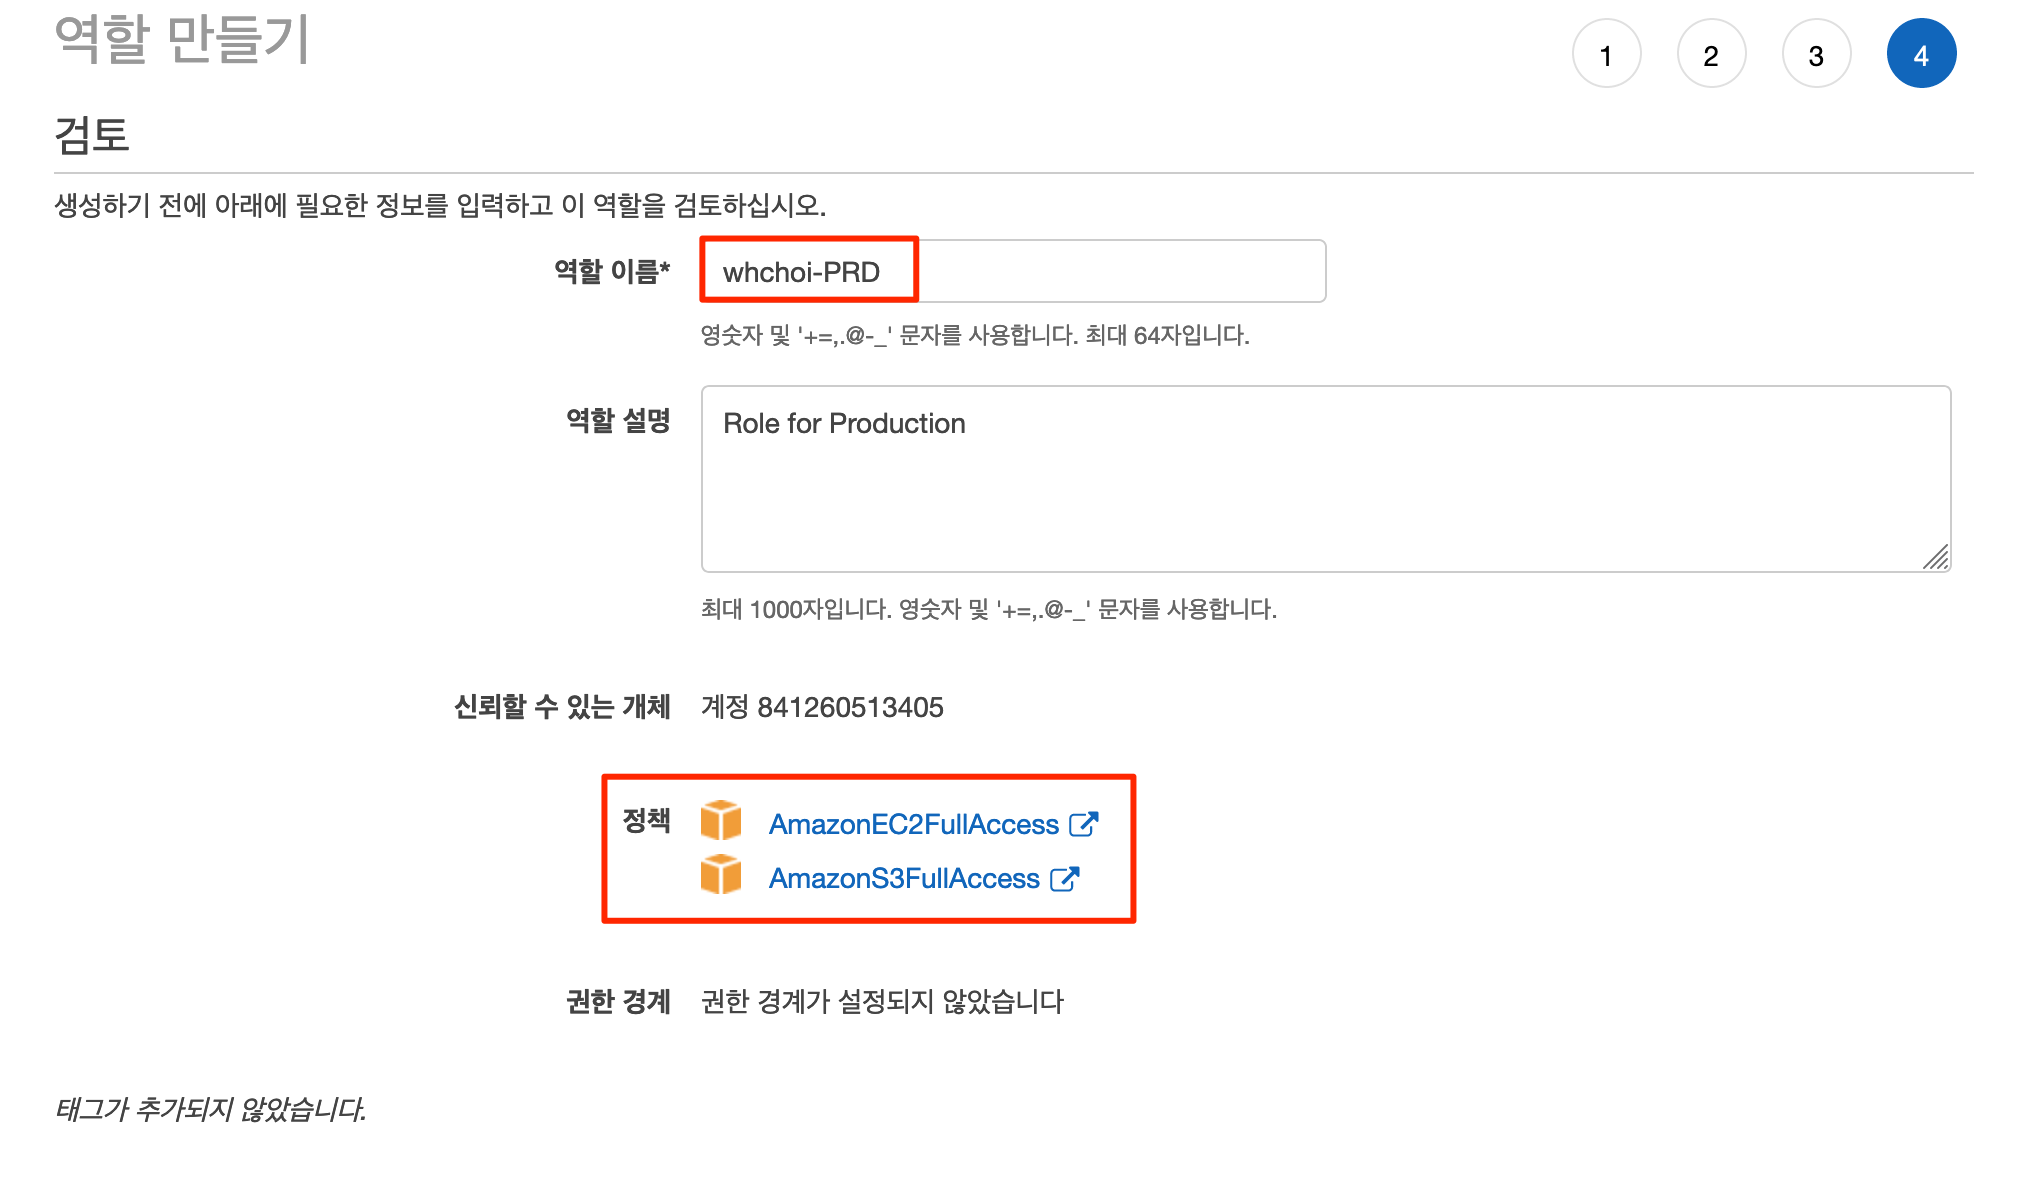 역할 만들기
1 2 3 4
검토
생성하기 전에 아래에 필요한 정보를 입력하고 이 역할을 검토하십시오.
역할 이름* whchoi-PRD
영숫자 및 '+=,.@-_' 문자를 사용합니다. 최대 64자입니다.
역할 설명 Role for Production
최대 1000자입니다. 영숫자 및 '+=,.@-_' 문자를 사용합니다.
신뢰할 수 있는 개체 계정 841260513405
정책 AmazonEC2FullAccess
AmazonS3FullAccess
권한 경계 권한 경계가 설정되지 않았습니다
태그가 추가되지 않았습니다.